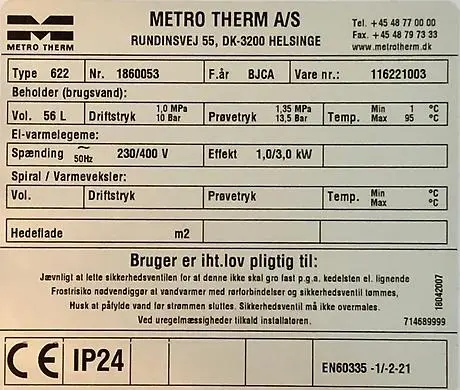 METRO THERM A/S
RUNDINSVEJ 55, DK-3200 HELSINGE
METRO THERM
Tel. +45 48 77 00 00
Fax. +45 48 79 73 33
www.metrotherm.dk
Type 622 Nr. 1860053 F.år BJCA Vare nr.: 116221003
Beholder (brugsvand):
Vol. 56 L Driftstryk 1,0 MPa 10 Bar Prøvetryk 1,35 MPa 13,5 Bar Temp. Min 1 °C Max 95 °C
El-varmelegeme:
Spænding ~ 50Hz 230/400 V Effekt 1,0/3,0 kW
Spiral / Varmeveksler:
Vol. Driftstryk Prøvetryk Temp. Min °C Max °C
Hedeflade m2
Bruger er iht.lov pligtig til:
Jævnligt at lette sikkerhedsventilen for at denne ikke skal gro fast p.g.a. kedelsten el. lignende
Frostrisiko nødvendiggør at vandvarmer med rørforbindelser og sikkerhedsventil tømmes,
Husk at påfylde vand før strømmen sluttes. Sikkerhedsventil må ikke overmales.
Ved uregelmæssigheder tilkald installatøren.
18042007
714689999
CE IP24 EN60335 -1/-2-21